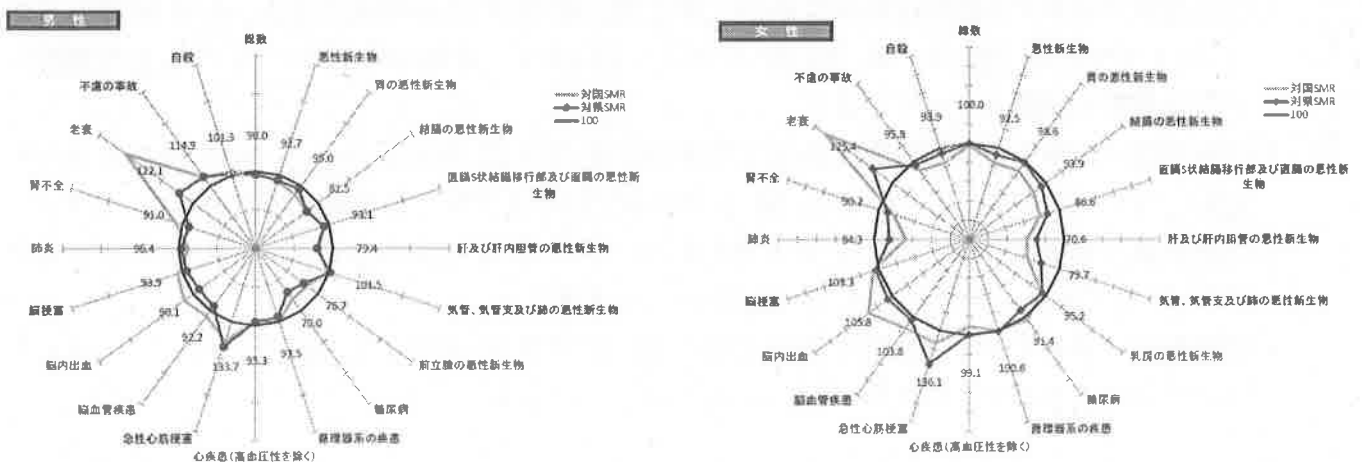 男 性
総数
悪性新生物
胃の悪性新生物
結腸の悪性新生物
直腸S状結腸移行部及び直腸の悪性新
生物
肝及び肝内胆管の悪性新生物
気管、気管支及び肺の悪性新生物
前立腺の悪性新生物
糖尿病
循環器系の疾患
心疾患(高血圧性を除く)
急性心筋梗塞
脳血管疾患
脳内出血
脳梗塞
肺炎
腎不全
老衰
不慮の事故
自殺
92.7
95.0
82.5
79.4
101.5
76.7
133.7
92.2
93.9
96.4
91.0
122.1
114.9
対国SMR
対県SMR
100
女 性
総数
悪性新生物
胃の悪性新生物
結腸の悪性新生物
直腸S状結腸移行部及び直腸の悪性新
生物
肝及び肝内胆管の悪性新生物
気管、気管支及び肺の悪性新生物
乳房の悪性新生物
糖尿病
循環器系の疾患
心疾患(高血圧性を除く)
急性心筋梗塞
脳血管疾患
脳内出血
脳梗塞
肺炎
腎不全
老衰
不慮の事故
自殺
100.0
92.5
93.9
86.6
70.6
79.7
95.2
91.4
100.6
99.1
136.1
103.8
105.8
103.3
84.3
90.2
125.4
93.9
対国SMR
対県SMR
100